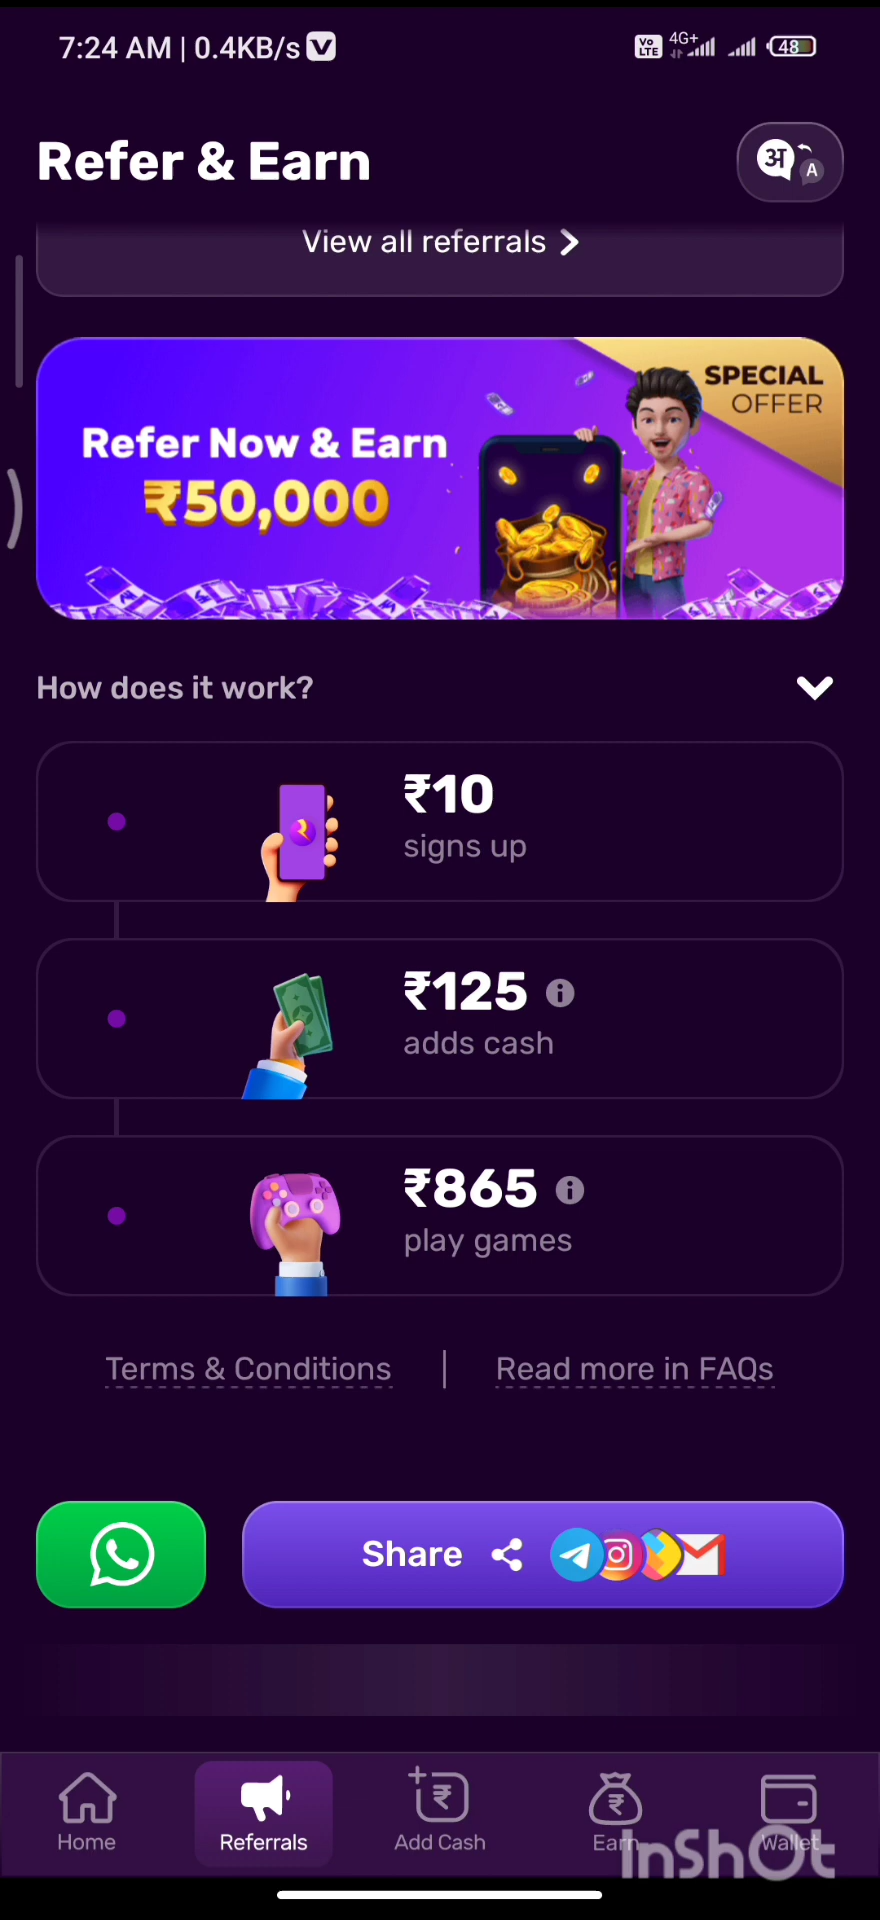 7:24 AM | 0.4KB/s V
Vo LTE 4G+ 48
Refer & Earn
अ A
View all referrals
SPECIAL
OFFER
Refer Now & Earn
₹50,000
How does it work?
₹10
signs up
₹125
adds cash
₹865
play games
Terms & Conditions | Read more in FAQs
Share
Home Referrals Add Cash Earn Wallet
InShOt